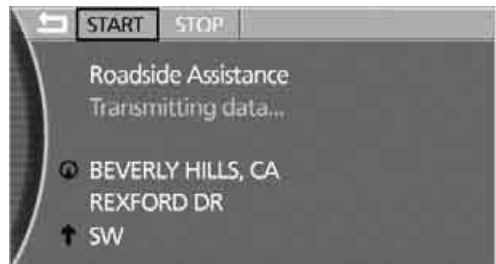 START STOP
Roadside Assistance
Transmitting data...
BEVERLY HILLS, CA
REXFORD DR
SW